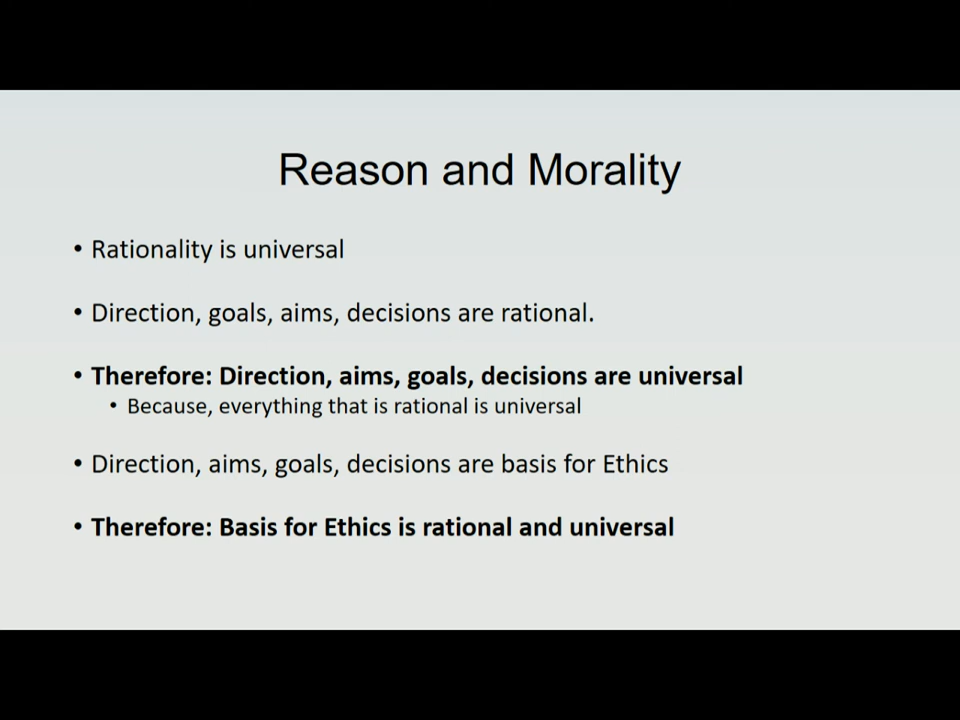 Reason and Morality
• Rationality is universal
• Direction, goals, aims, decisions are rational.
• Therefore: Direction, aims, goals, decisions are universal
• Because, everything that is rational is universal
• Direction, aims, goals, decisions are basis for Ethics
• Therefore: Basis for Ethics is rational and universal